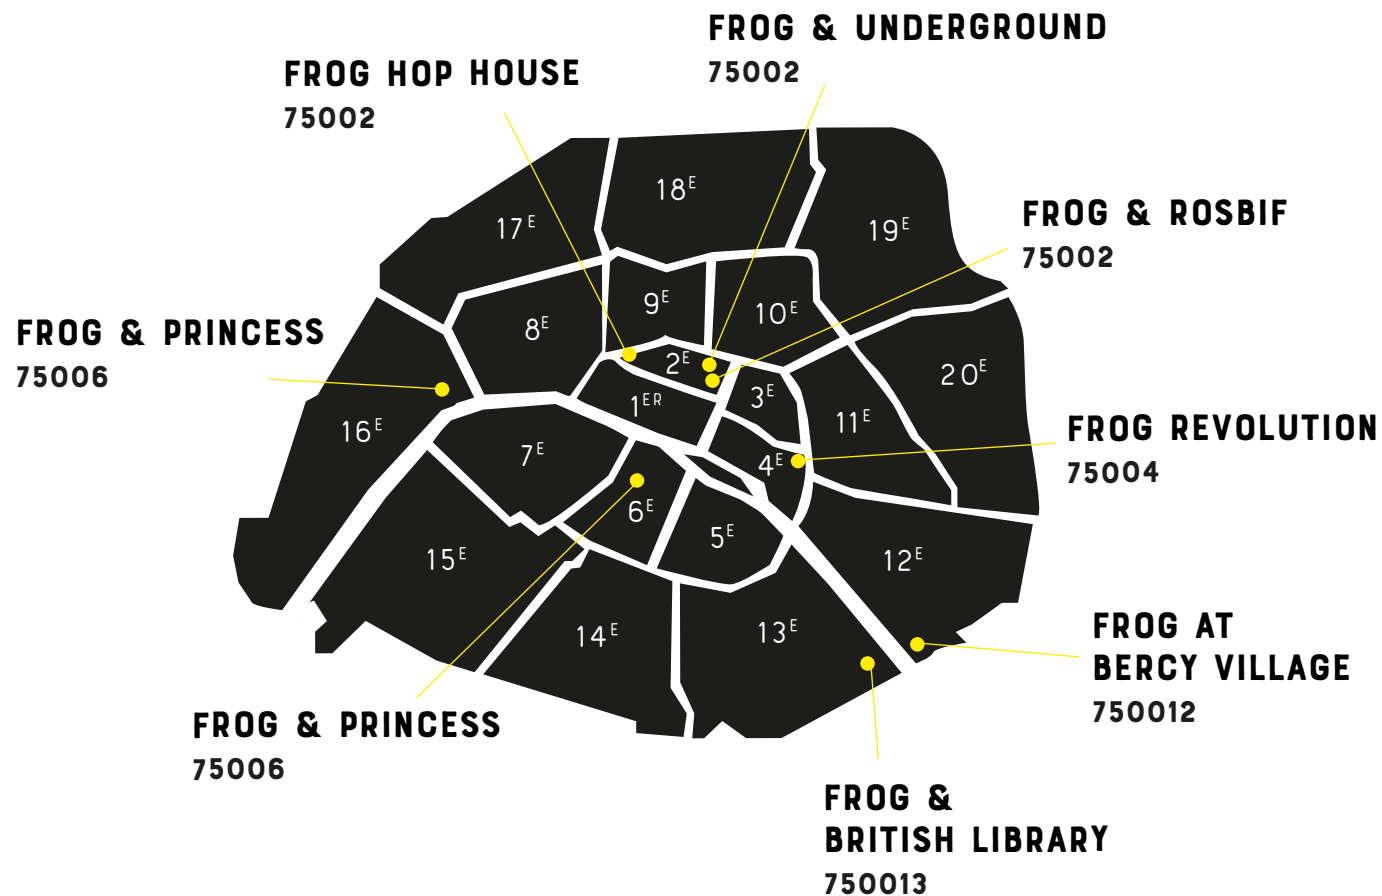 FROG & UNDERGROUND
75002
FROG HOP HOUSE
75002
18E
17E
19E
FROG & ROSBIF
75002
9E
10E
8E
FROG & PRINCESS
75006
2E
20E
3E
1ER
11E
16E
FROG REVOLUTION
75004
7E
4E
6E
5E
15E
12E
14E
13E
FROG AT
BERCY VILLAGE
750012
FROG & PRINCESS
75006
FROG &
BRITISH LIBRARY
750013